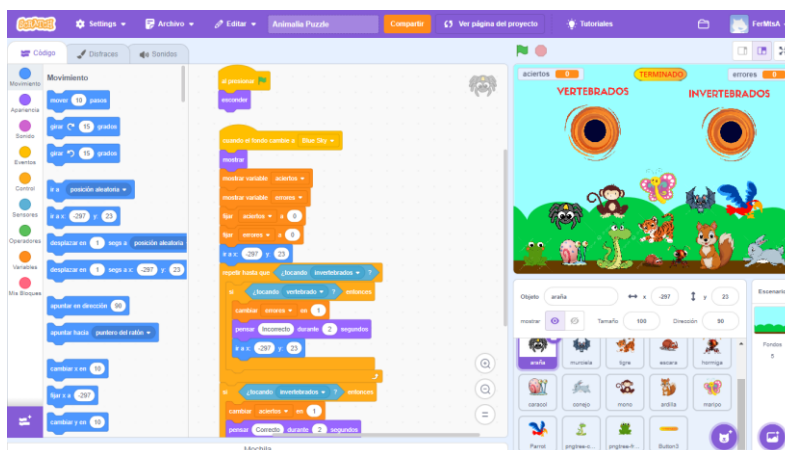 SCRATCH Settings Archivo Editar Animalia Puzzle Compartir Ver página del proyecto Tutoriales FerMtsA
Código Disfraces Sonidos
Movimiento
Apariencia
Sonido
Eventos
Control
Sensores
Operadores
Variables
Mis Bloques
Movimiento
mover 10 pasos
girar 15 grados
girar 15 grados
ir a posición aleatoria
ir a x: -297 y: 23
desplazar en 1 segs a posición aleatoria
desplazar en 1 segs a x: -297 y: 23
apuntar en dirección 90
apuntar hacia puntero del ratón
cambiar x en 10
fijar x a -297
cambiar y en 10
al presionar
esconder
cuando el fondo cambie a Blue Sky
mostrar
mostrar variable aciertos
mostrar variable errores
fijar aciertos a 0
fijar errores a 0
ir a x: -297 y: 23
repetir hasta que ¿tocando invertebrados ?
si ¿tocando vertebrado ? entonces
cambiar errores en 1
pensar Incorrecto durante 2 segundos
ir a x: -297 y: 23
si ¿tocando invertebrados ? entonces
cambiar aciertos en 1
pensar Correcto durante 2 segundos
Mochila
aciertos 0 TERMINADO errores 0
VERTEBRADOS INVERTEBRADOS
Objeto araña x -297 y 23
mostrar Tamaño 100 Dirección 90
Escenario
Fondos
5
araña murciela tigre escara hormiga
caracol conejo mono ardilla maripo
Parrot pngtree-c... pngtree-fr... Button3